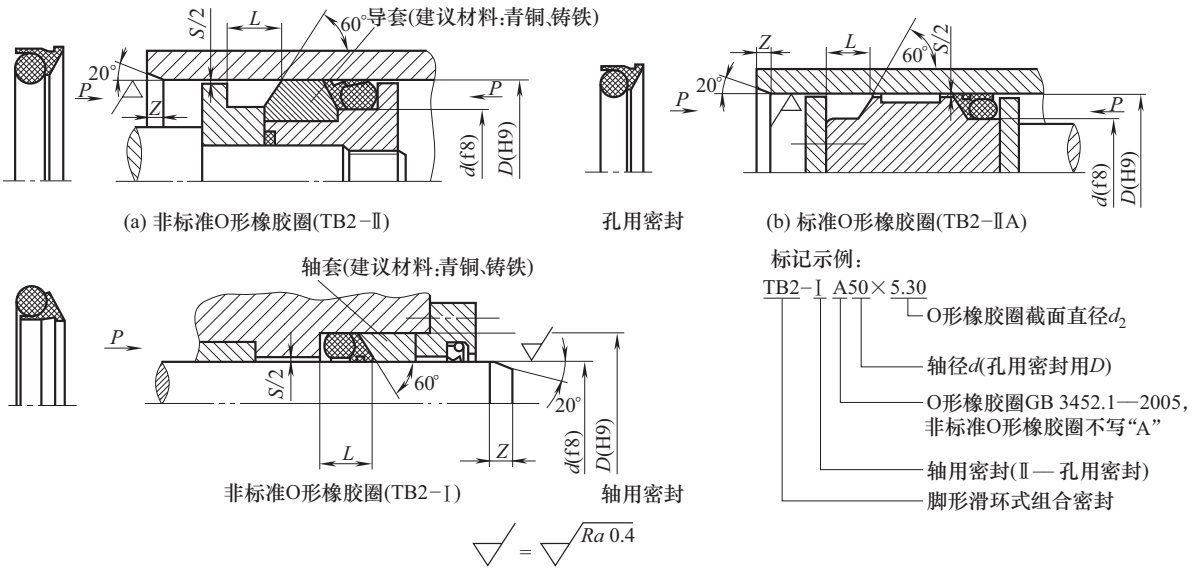 S/2
L
60°
导套(建议材料:青铜、铸铁)
20°
P
Z
P
d(f8)
D(H9)
(a) 非标准O形橡胶圈(TB2-Ⅱ)
孔用密封
Z
L
60°
S/2
20°
P
P
d(f8)
D(H9)
(b) 标准O形橡胶圈(TB2-ⅡA)
轴套(建议材料:青铜、铸铁)
P
S/2
60°
20°
L
Z
d(f8)
D(H9)
非标准O形橡胶圈(TB2-Ⅰ)
轴用密封
标记示例:
TB2-Ⅰ A50×5.30
O形橡胶圈截面直径d₂
轴径d(孔用密封用D)
O形橡胶圈GB 3452.1—2005,
非标准O形橡胶圈不写“A”
轴用密封(Ⅱ— 孔用密封)
脚形滑环式组合密封
= Ra 0.4